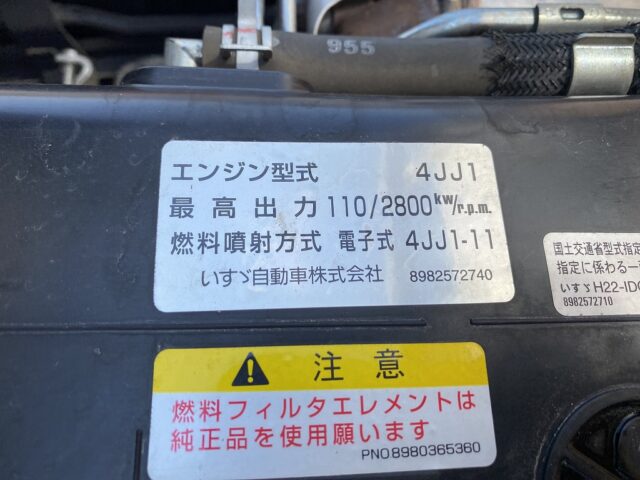 955
エンジン型式 4JJ1
最高出力 110/2800kw/r.p.m.
燃料噴射方式 電子式 4JJ1-11
いすゞ自動車株式会社 8982572740
国土交通省型式指定
指定に係わる一
いすゞH22-ID
8982572710
注意
燃料フィルタエレメントは
純正品を使用願います
PNO8980365360